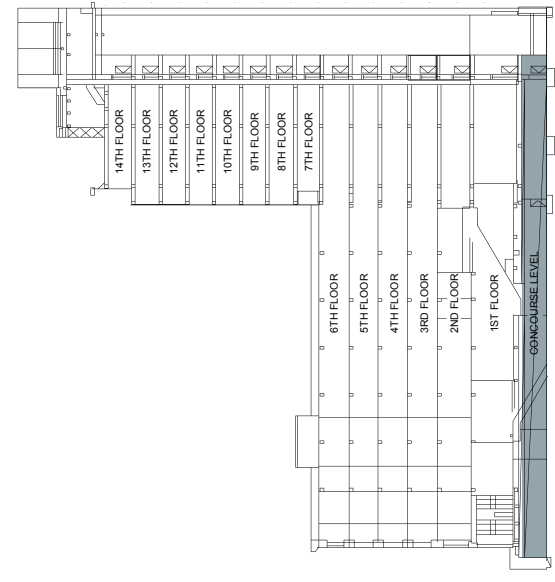 14TH FLOOR
13TH FLOOR
12TH FLOOR
11TH FLOOR
10TH FLOOR
9TH FLOOR
8TH FLOOR
7TH FLOOR
6TH FLOOR
5TH FLOOR
4TH FLOOR
3RD FLOOR
2ND FLOOR
1ST FLOOR
CONCOURSE LEVEL